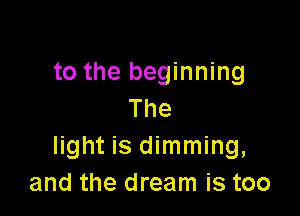 to the beginning
The
light is dimming,
and the dream is too